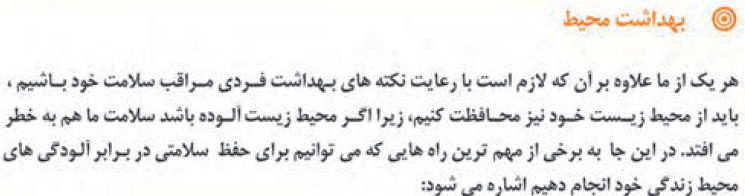 بهداشت محیط
هر یک از ما علاوه بر آن که لازم است با رعایت نکته های بهداشت فردی مراقب سلامت خود باشیم ،
باید از محیط زیست خود نیز محافظت کنیم، زیرا اگر محیط زیست آلوده باشد سلامت ما هم به خطر
می افتد. در این جا به برخی از مهم ترین راه هایی که می توانیم برای حفظ سلامتی در برابر آلودگی های
محیط زندگی خود انجام دهیم اشاره می شود: